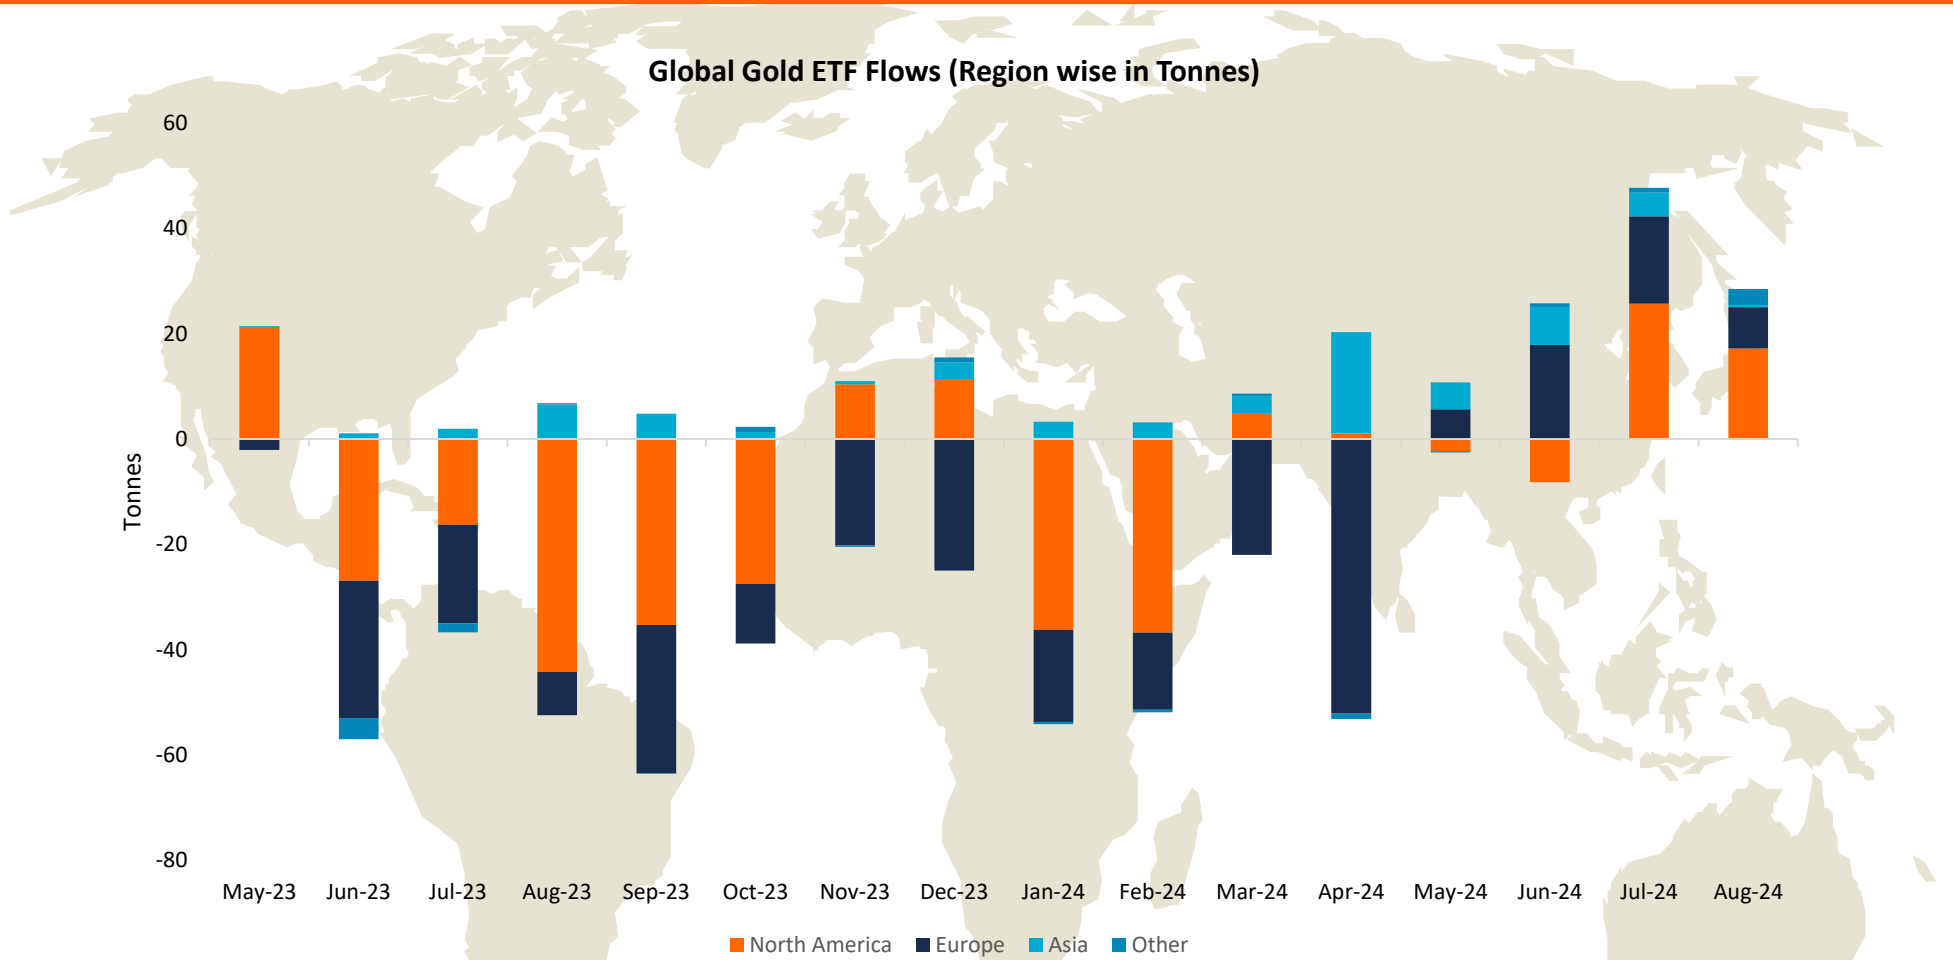 Global Gold ETF Flows (Region wise in Tonnes)
60
40
20
0
-20
-40
-60
-80
Tonnes
May-23 Jun-23 Jul-23 Aug-23 Sep-23 Oct-23 Nov-23 Dec-23 Jan-24 Feb-24 Mar-24 Apr-24 May-24 Jun-24 Jul-24 Aug-24
North America Europe Asia Other